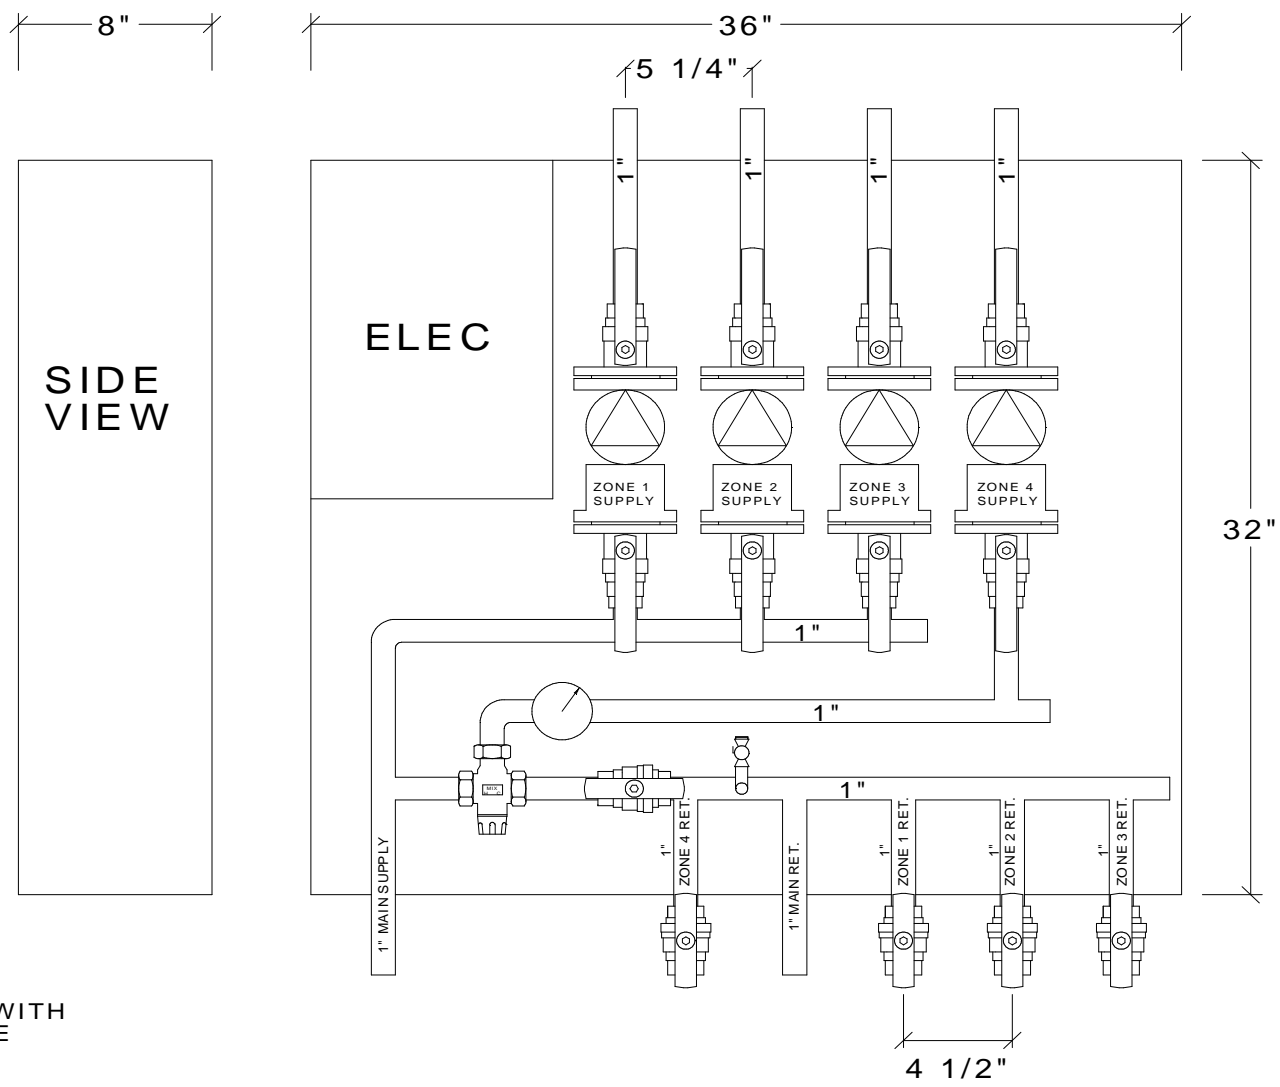 8"
36"
5 1/4"
1"
1"
1"
1"
ELEC
SIDE
VIEW
ZONE 1
SUPPLY
ZONE 2
SUPPLY
ZONE 3
SUPPLY
ZONE 4
SUPPLY
32"
1"
1"
MIX
H C
1"
1" MAIN SUPPLY
1"
ZONE 4 RET.
1" MAIN RET.
1"
ZONE 1 RET.
1"
ZONE 2 RET.
1"
ZONE 3 RET.
WITH
E
4 1/2"